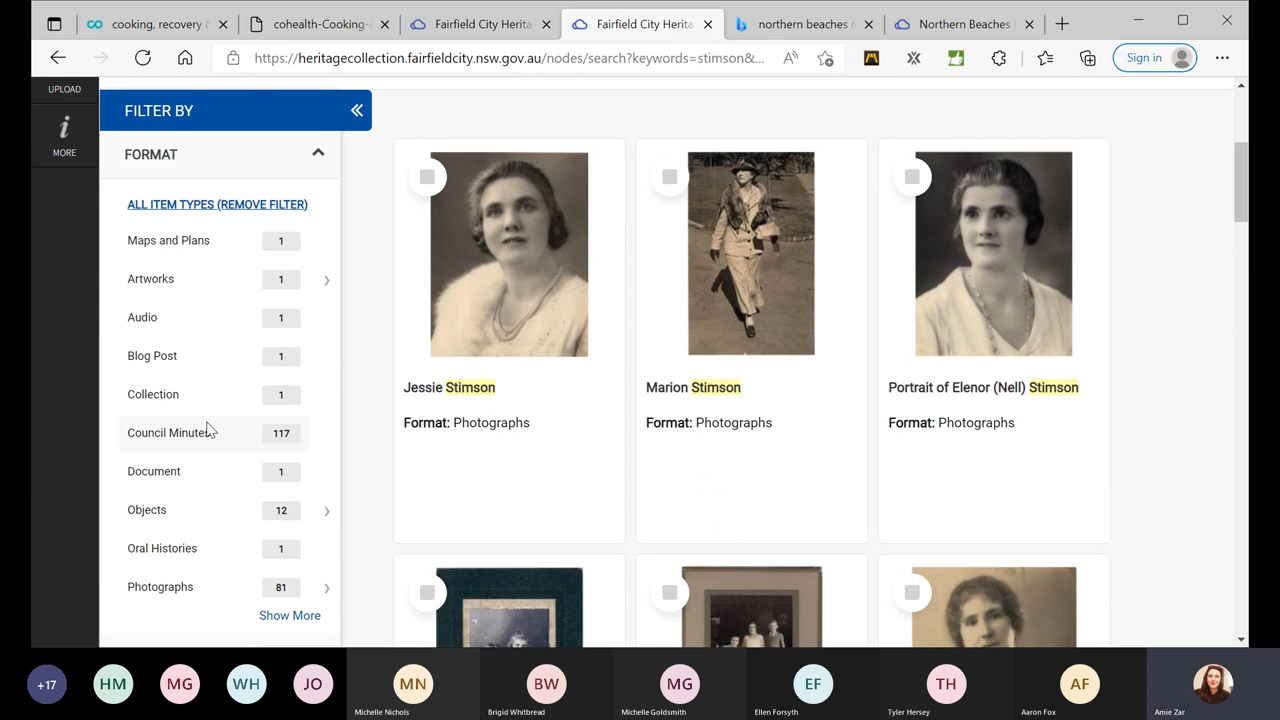 cooking, recovery &
cohealth-Cooking-
Fairfield City Herita
Fairfield City Herita
northern beaches
Northern Beaches
https://heritagecollection.fairfieldcity.nsw.gov.au/nodes/search?keywords=stimson&...
Sign in
UPLOAD
MORE
FILTER BY
FORMAT
ALL ITEM TYPES (REMOVE FILTER)
Maps and Plans 1
Artworks 1
Audio 1
Blog Post 1
Collection 1
Council Minutes 117
Document 1
Objects 12
Oral Histories 1
Photographs 81
Show More
Jessie Stimson
Format: Photographs
Marion Stimson
Format: Photographs
Portrait of Elenor (Nell) Stimson
Format: Photographs
+17
HM
MG
WH
JO
MN
Michelle Nichols
BW
Brigid Whitbread
MG
Michelle Goldsmith
EF
Ellen Forsyth
TH
Tyler Hersey
AF
Aaron Fox
Amie Zar